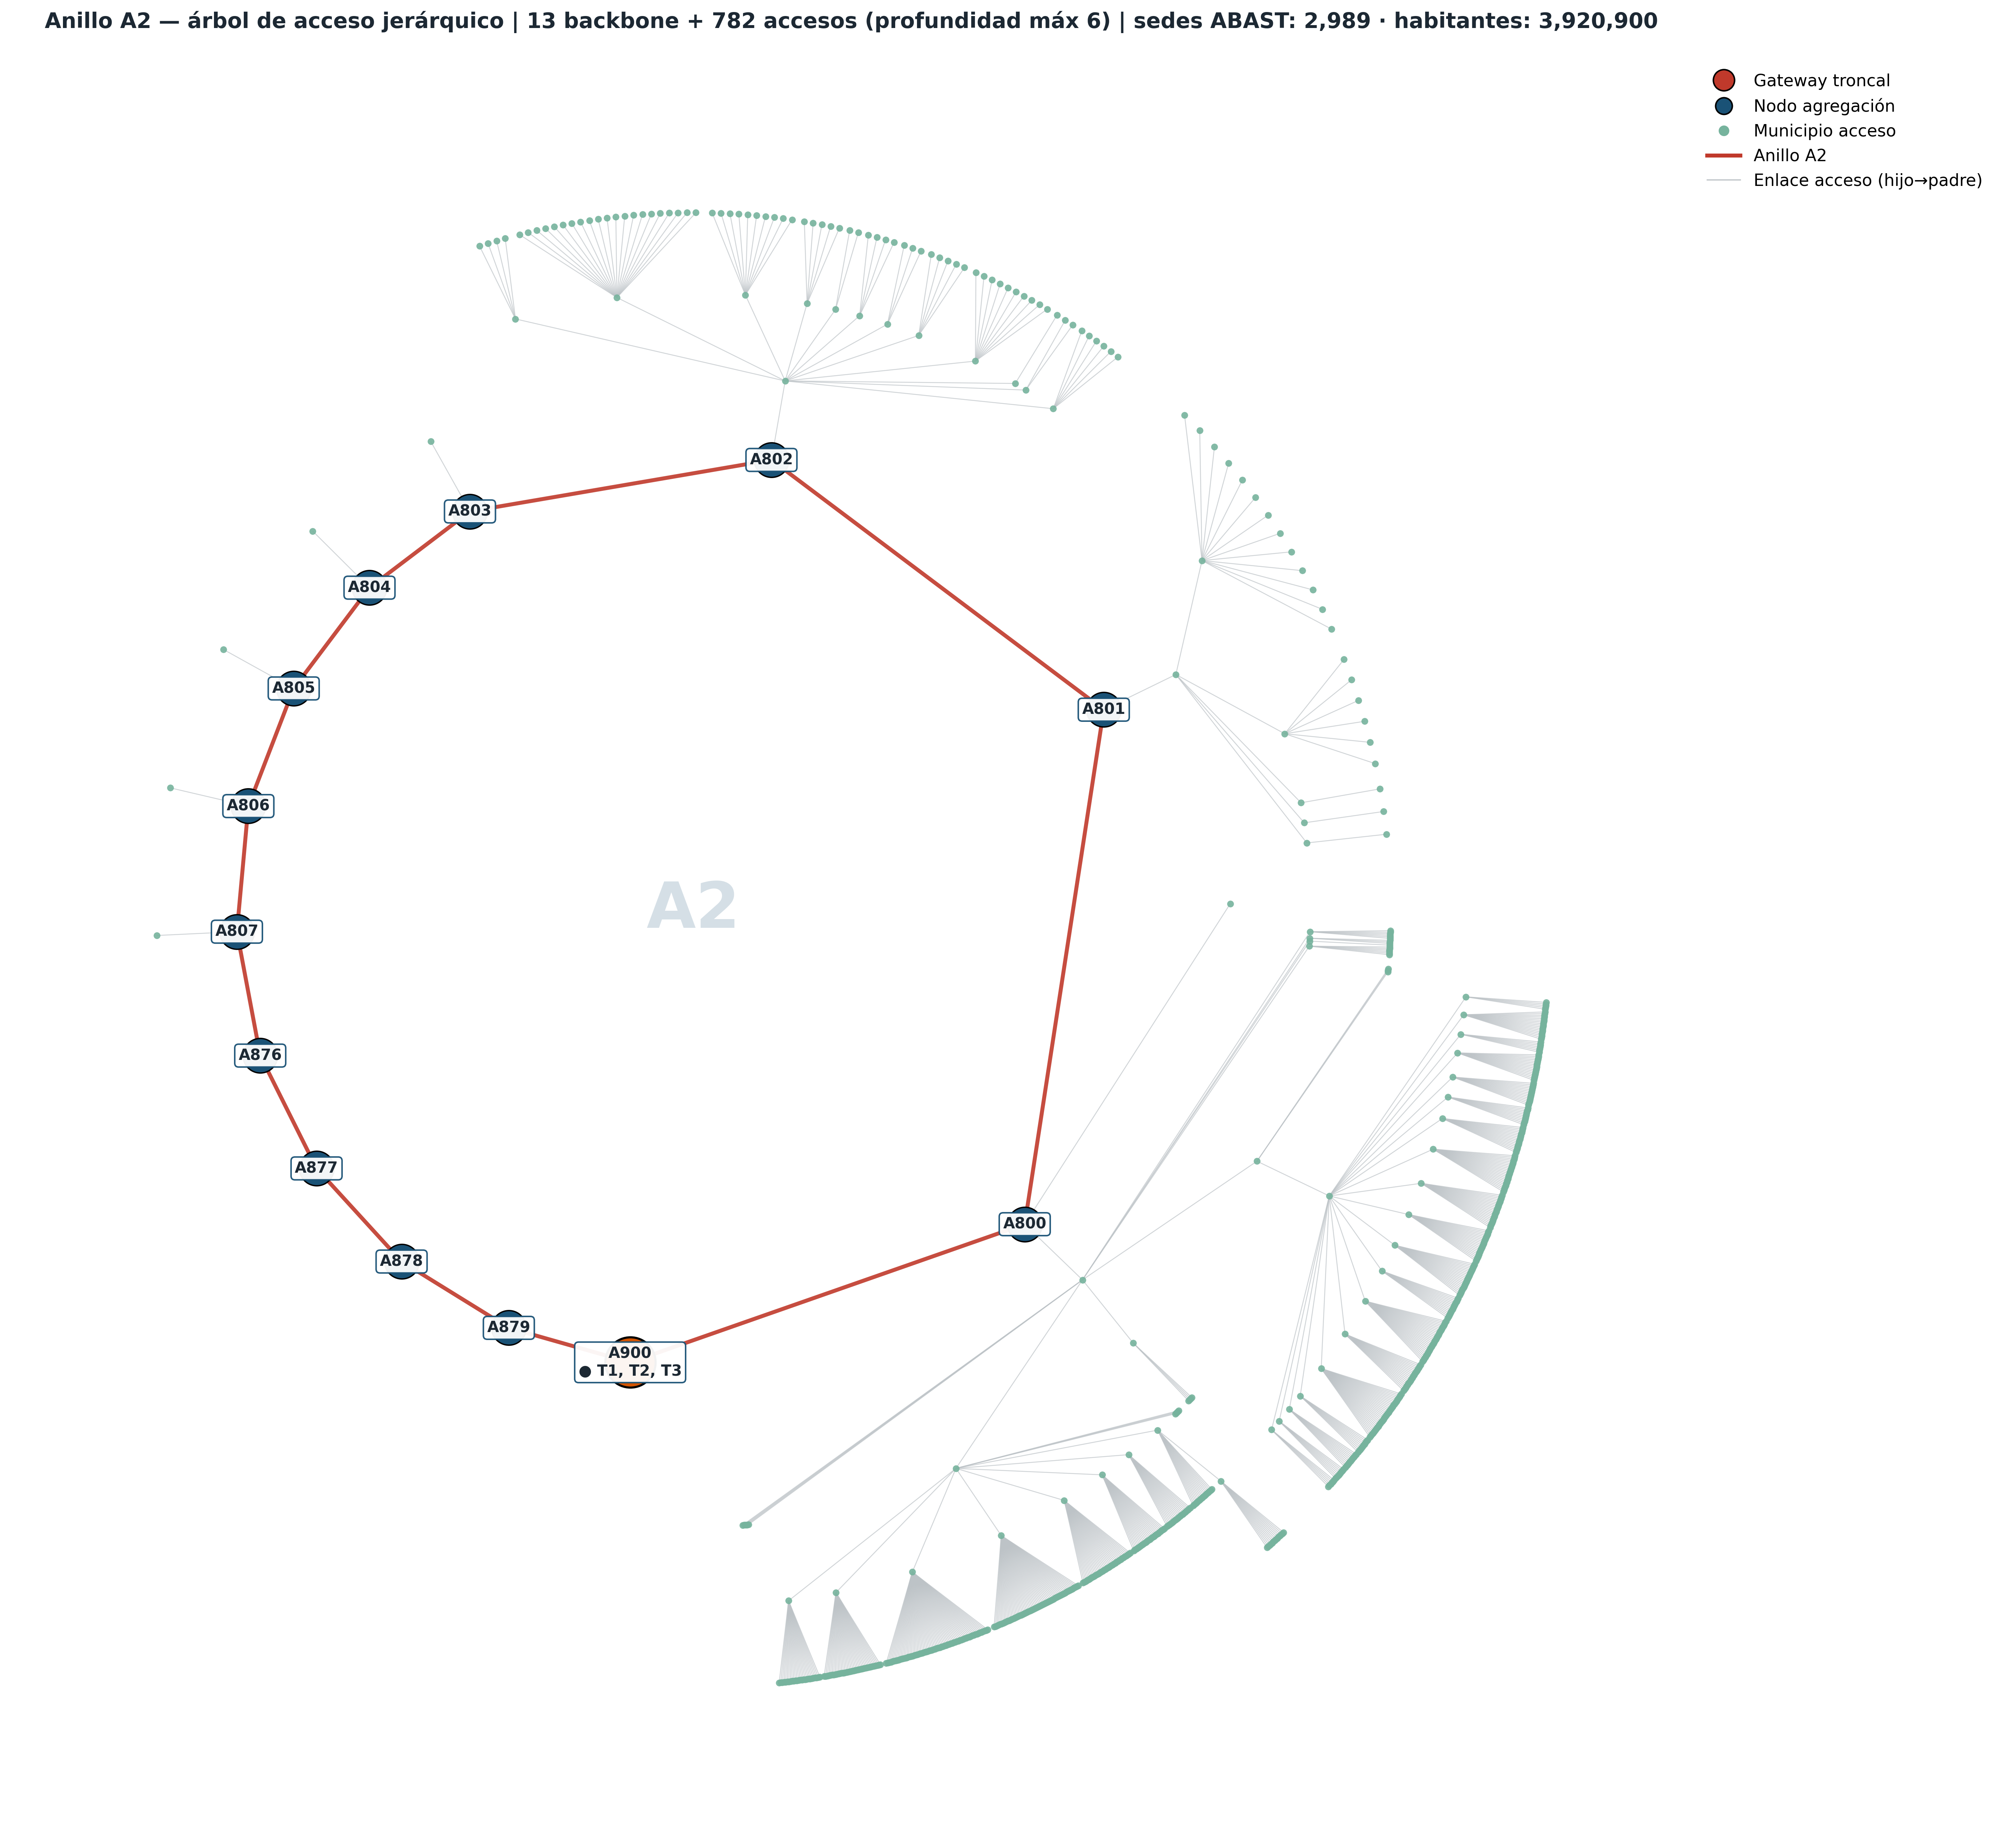 Anillo A2 — árbol de acceso jerárquico | 13 backbone + 782 accesos (profundidad máx 6) | sedes ABAST: 2,989 · habitantes: 3,920,900
Gateway troncal
Nodo agregación
Municipio acceso
Anillo A2
Enlace acceso (hijo→padre)
A802
A803
A804
A805
A801
A806
A2
A807
A876
A877
A800
A878
A879
A900
● T1, T2, T3